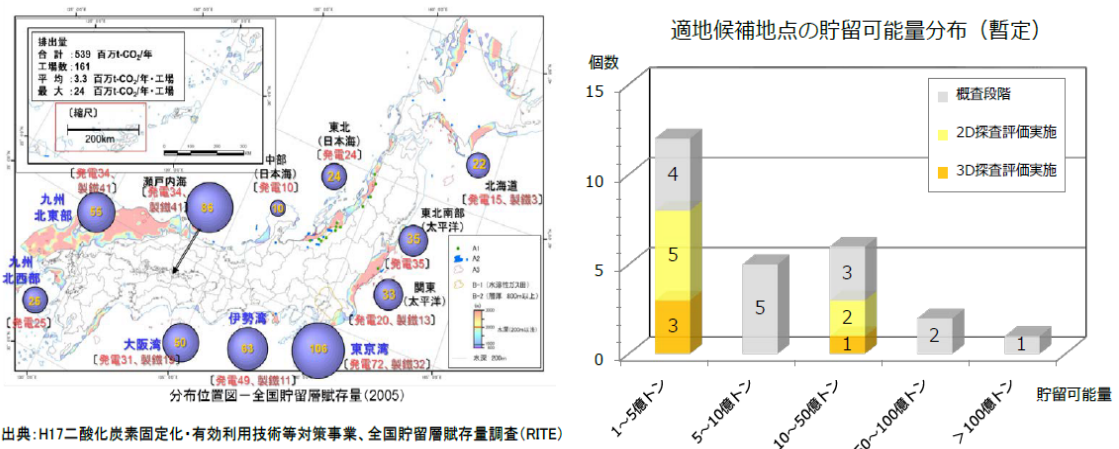 排出量
合 計 :539 百万t-CO₂/年
工場数:161
平 均 :3.3 百万t-CO₂/年・工場
最 大 :24 百万t-CO₂/年・工場
〔縮尺〕
200km
東北
(日本海)
〔発電24〕
24
中部
(日本海)
〔発電10〕
10
22
北海道
〔発電15、製鐵3〕
〔発電34、
製鐵41〕
瀬戸内海
〔発電34、
製鐵41〕
九州
北東部
86
東北南部
(太平洋)
35
〔発電35〕
九州
北西部
〔発電25〕
関東
(太平洋)
33
〔発電20、製鐵13〕
伊勢湾
大阪湾
50
〔発電31、製鐵19〕
63
〔発電49、製鐵11〕
東京湾
〔発電72、製鐵32〕
A1
A2
A3
水深 200m
分布位置図-全国貯留層賦存量(2005)
出典:H17二酸化炭素固定化・有効利用技術等対策事業、全国貯留層賦存量調査(RITE)
適地候補地点の貯留可能量分布(暫定)
個数
15
10
5
0
概査段階
2D探査評価実施
3D探査評価実施
4
5
3
5
3
2
1
2
1
1~5億トン
5~10億トン
10~50億トン
50~100億トン
>100億トン
貯留可能量